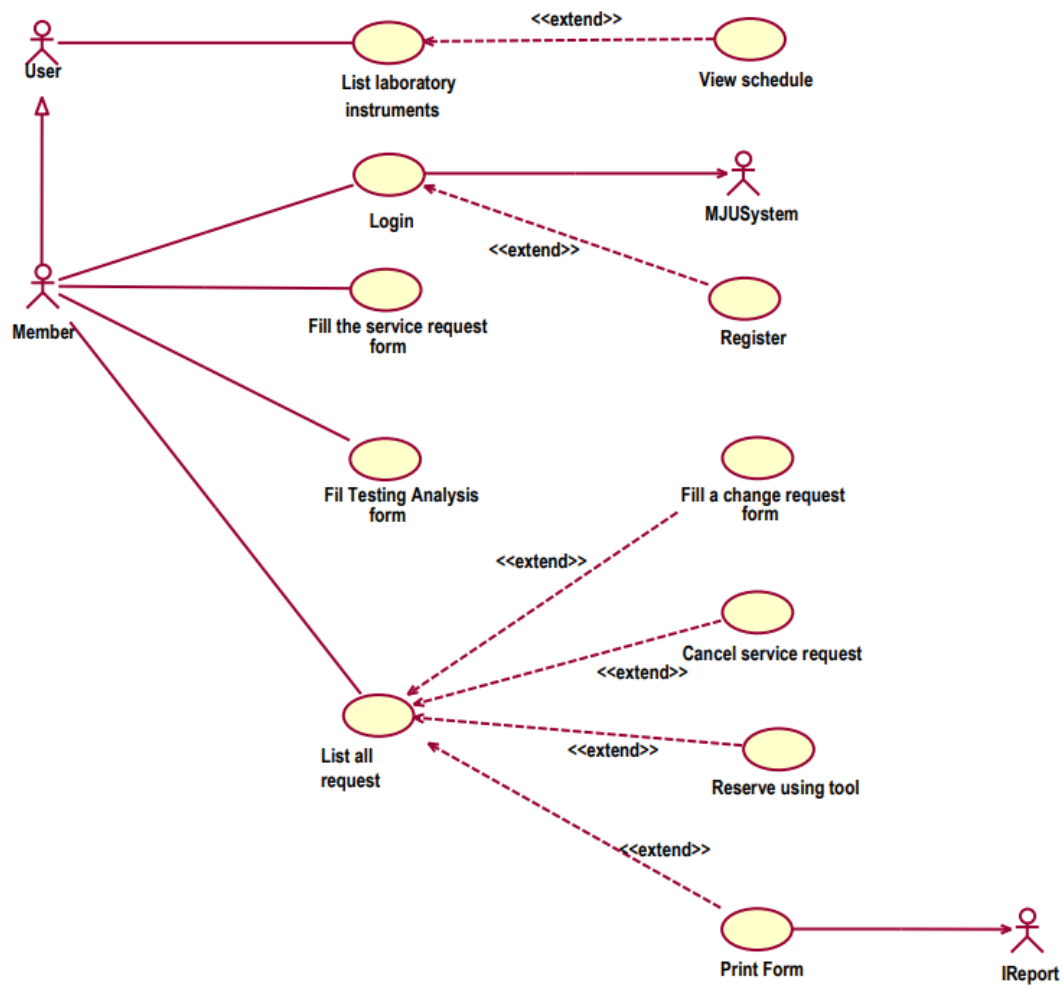 <<extend>>
User
List laboratory
instruments
View schedule
Login
MJUSystem
<<extend>>
Member
Fill the service request
form
Register
Fil Testing Analysis
form
Fill a change request
form
<<extend>>
Cancel service request
<<extend>>
List all
request
<<extend>>
Reserve using tool
<<extend>>
Print Form
IReport